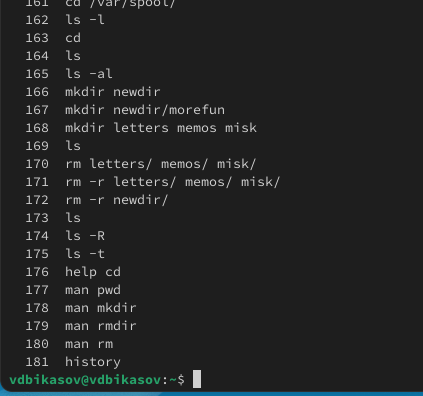 161 cd /var/spool/
162 ls -l
163 cd
164 ls
165 ls -al
166 mkdir newdir
167 mkdir newdir/morefun
168 mkdir letters memos misk
169 ls
170 rm letters/ memos/ misk/
171 rm -r letters/ memos/ misk/
172 rm -r newdir/
173 ls
174 ls -R
175 ls -t
176 help cd
177 man pwd
178 man mkdir
179 man rmdir
180 man rm
181 history
vdbikasov@vdbikasov:~$